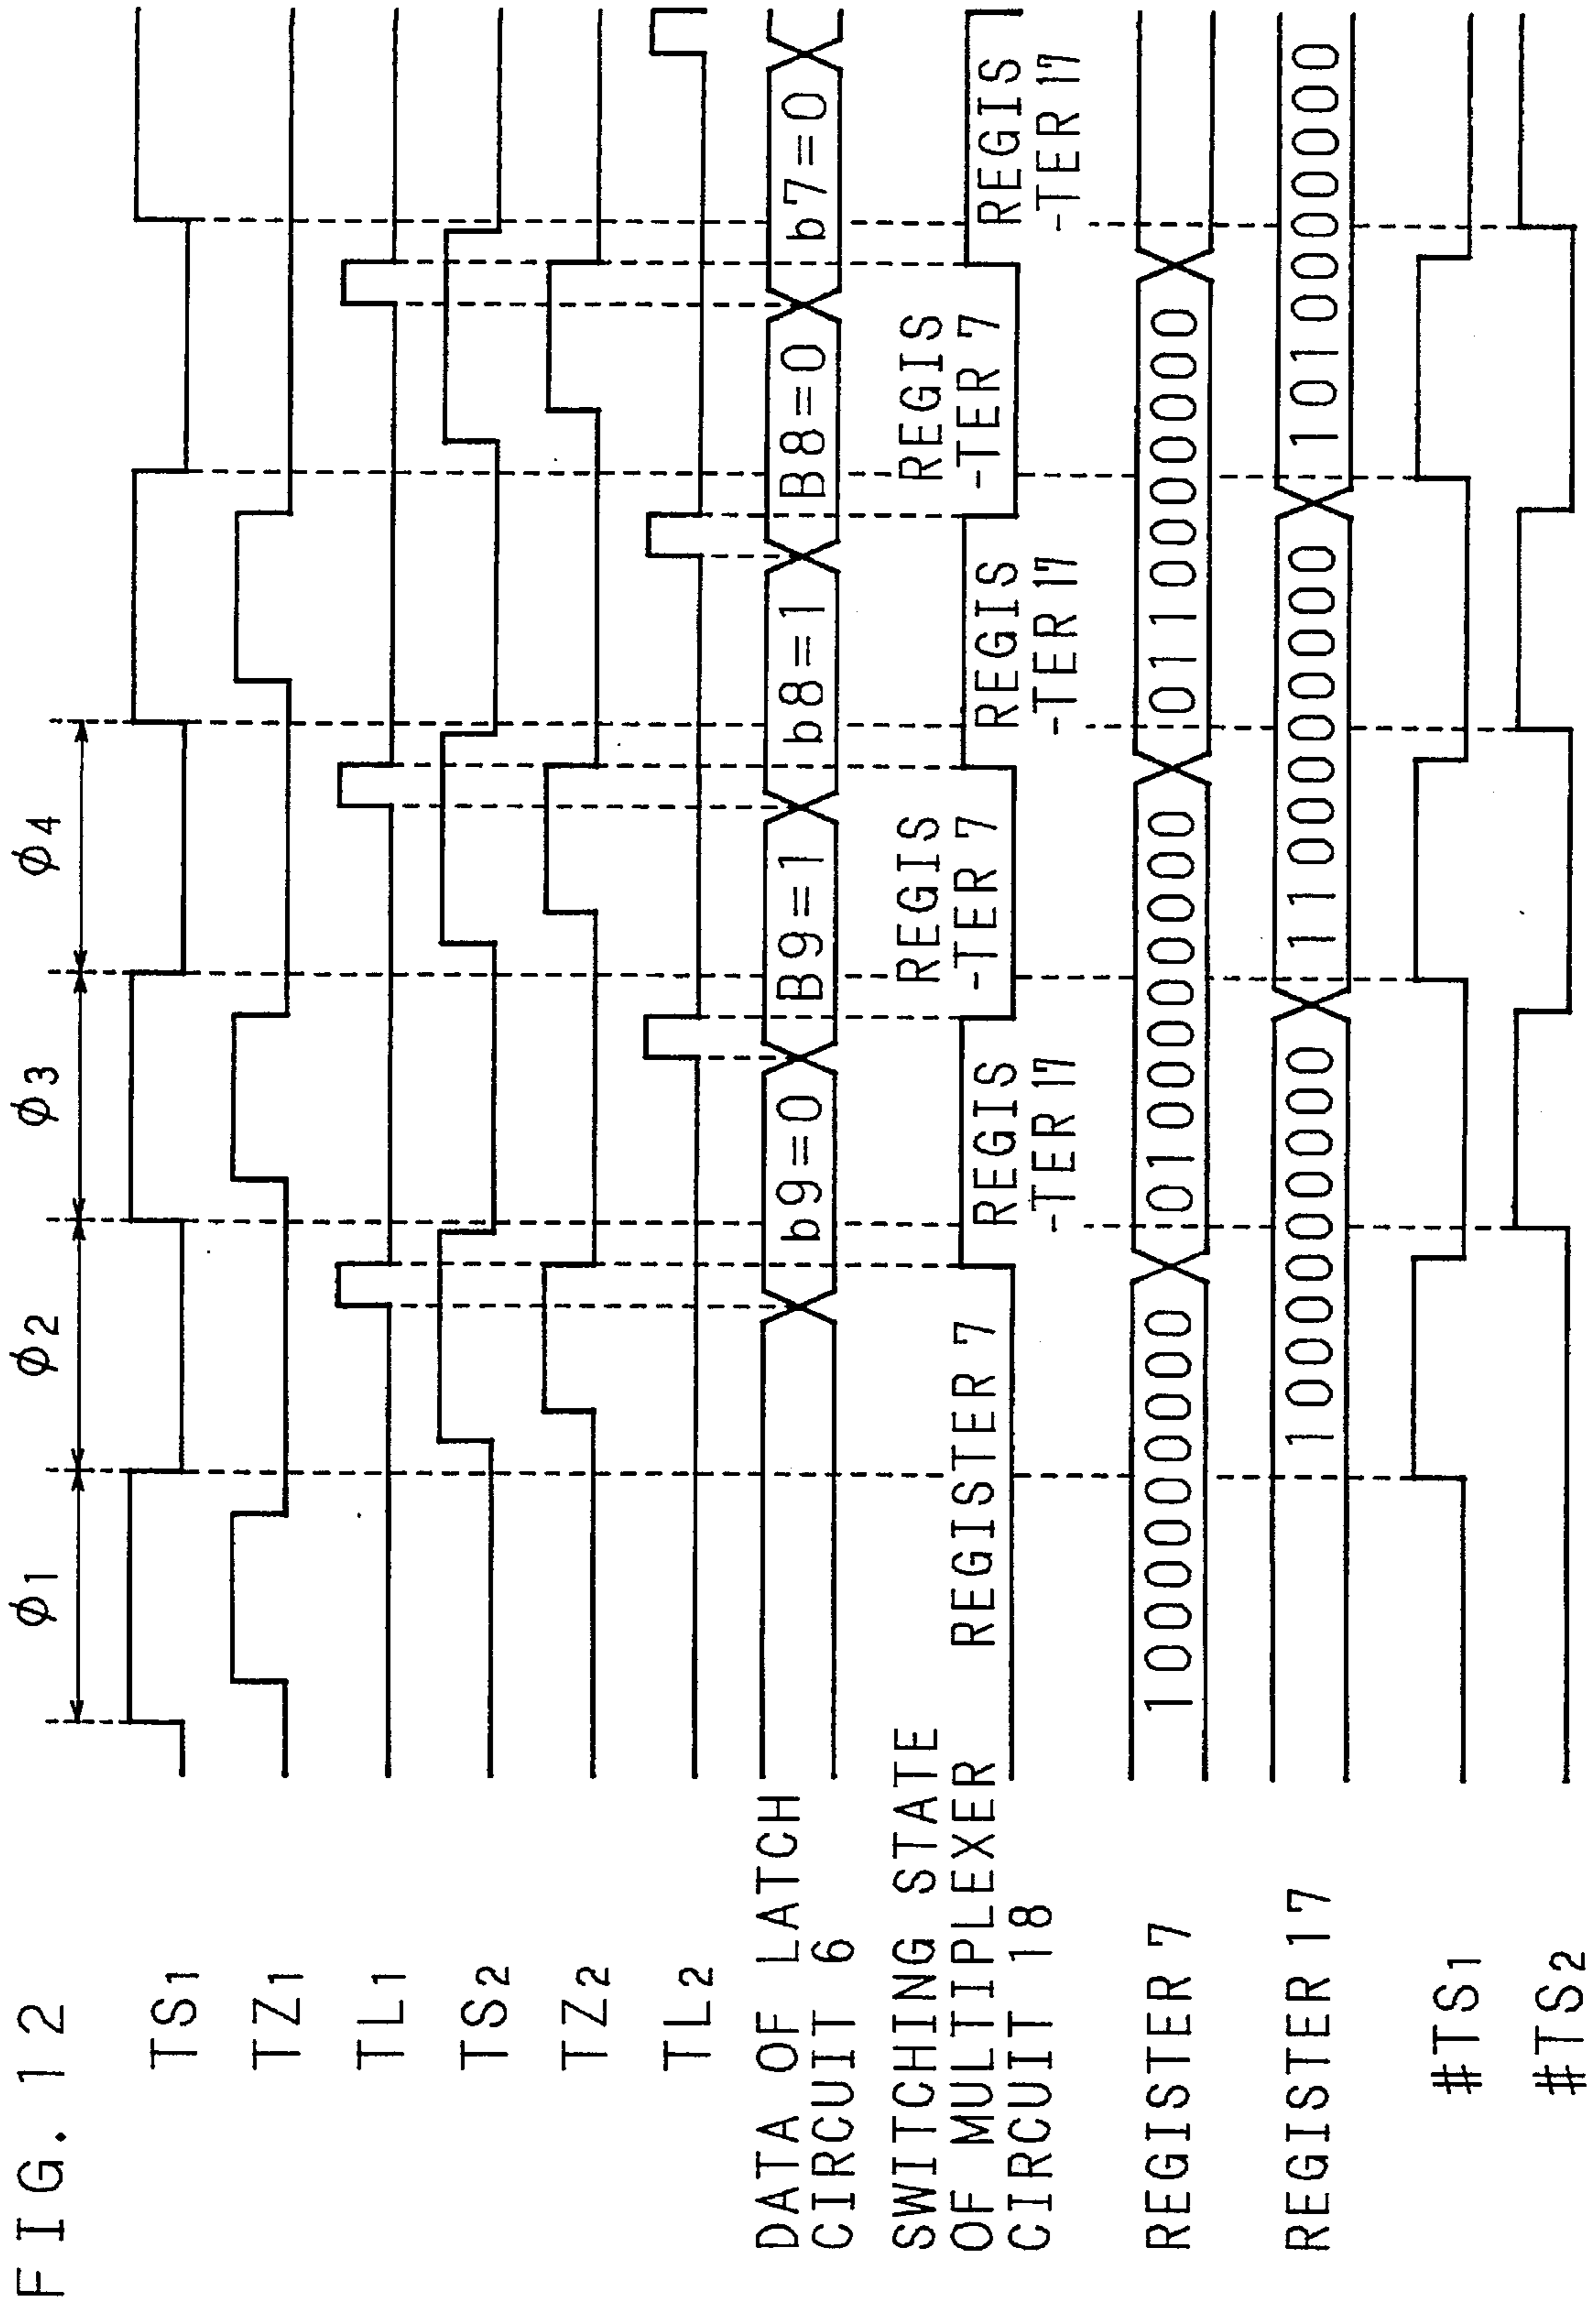 FIG. 12
φ1 φ2 φ3 φ4
TS1
TZ1
TL1
TS2
TZ2
TL2
DATA OF LATCH
CIRCUIT 6
b9=0 B9=1 b8=1 B8=0 b7=0
SWITCHING STATE
OF MULTIPLEXER
CIRCUIT 18
REGISTER 7
REGIS
-TER 17
REGIS
-TER 7
REGIS
-TER 17
REGIS
-TER 7
REGIS
-TER 17
REGISTER 7
1000000000 0100000000 0110000000
REGISTER 17
1000000000 1100000000 1010000000
#TS1
#TS2